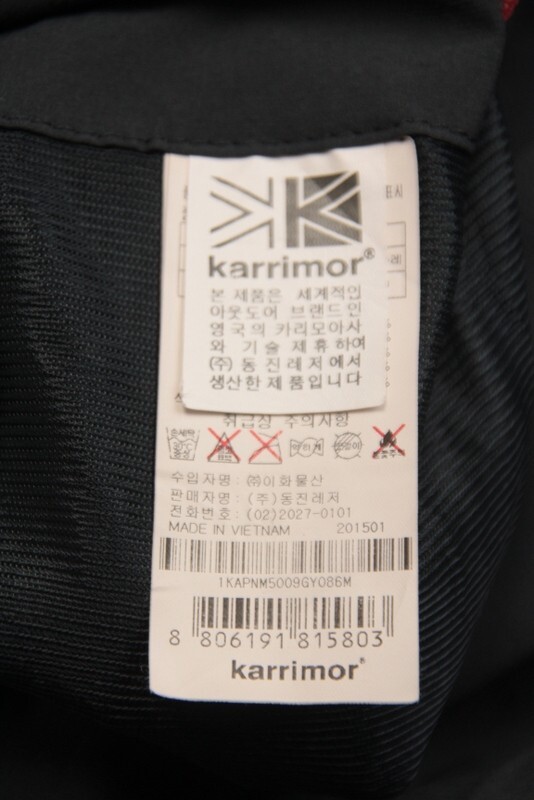 karrimor®
본 제품은 세계적인
아웃도어 브랜드인
영국의 카리모아사
와 기술 제휴하여
(주) 동진레저에서
생산한 제품입니다
취급상 주의사항
수입자명 : ㈜이화물산
판매자명 : (주)동진레저
전화번호 : (02)2027-0101
MADE IN VIETNAM 201501
1KAPNM5009GY086M
8 806191 815803
karrimor®